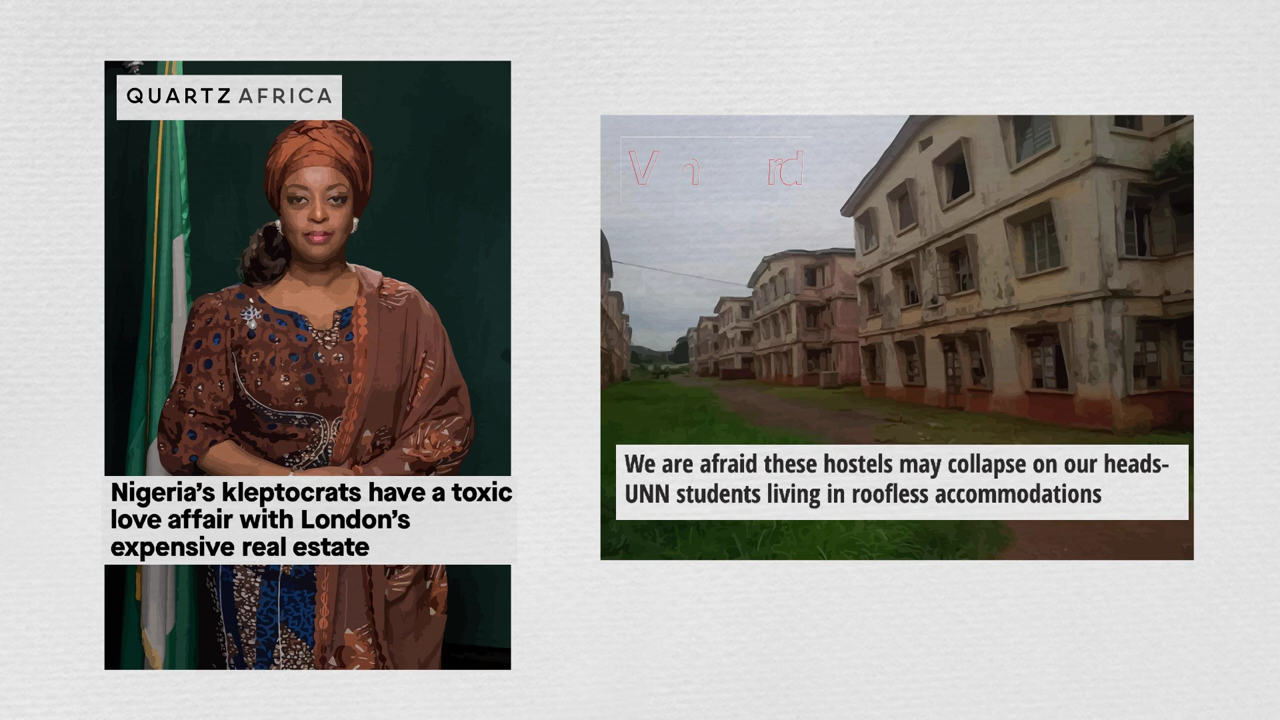 QUARTZ AFRICA
Nigeria's kleptocrats have a toxic
love affair with London's
expensive real estate
We are afraid these hostels may collapse on our heads-
UNN students living in roofless accommodations